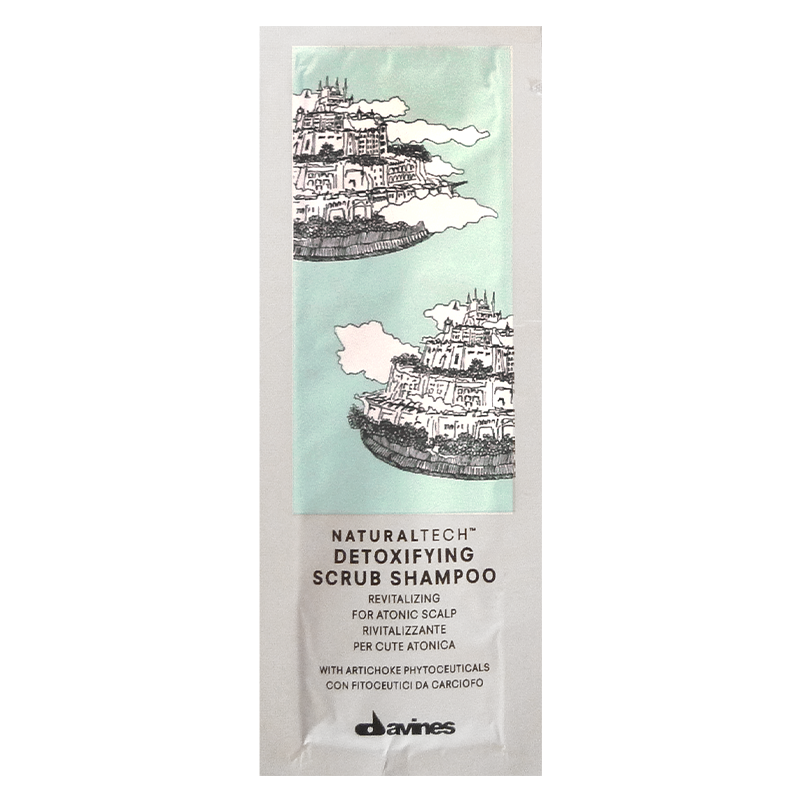 NATURALTECH™
DETOXIFYING
SCRUB SHAMPOO
REVITALIZING
FOR ATONIC SCALP
RIVITALIZZANTE
PER CUTE ATONICA
WITH ARTICHOKE PHYTOCEUTICALS
CON FITOCEUTICI DA CARCIOFO
davines